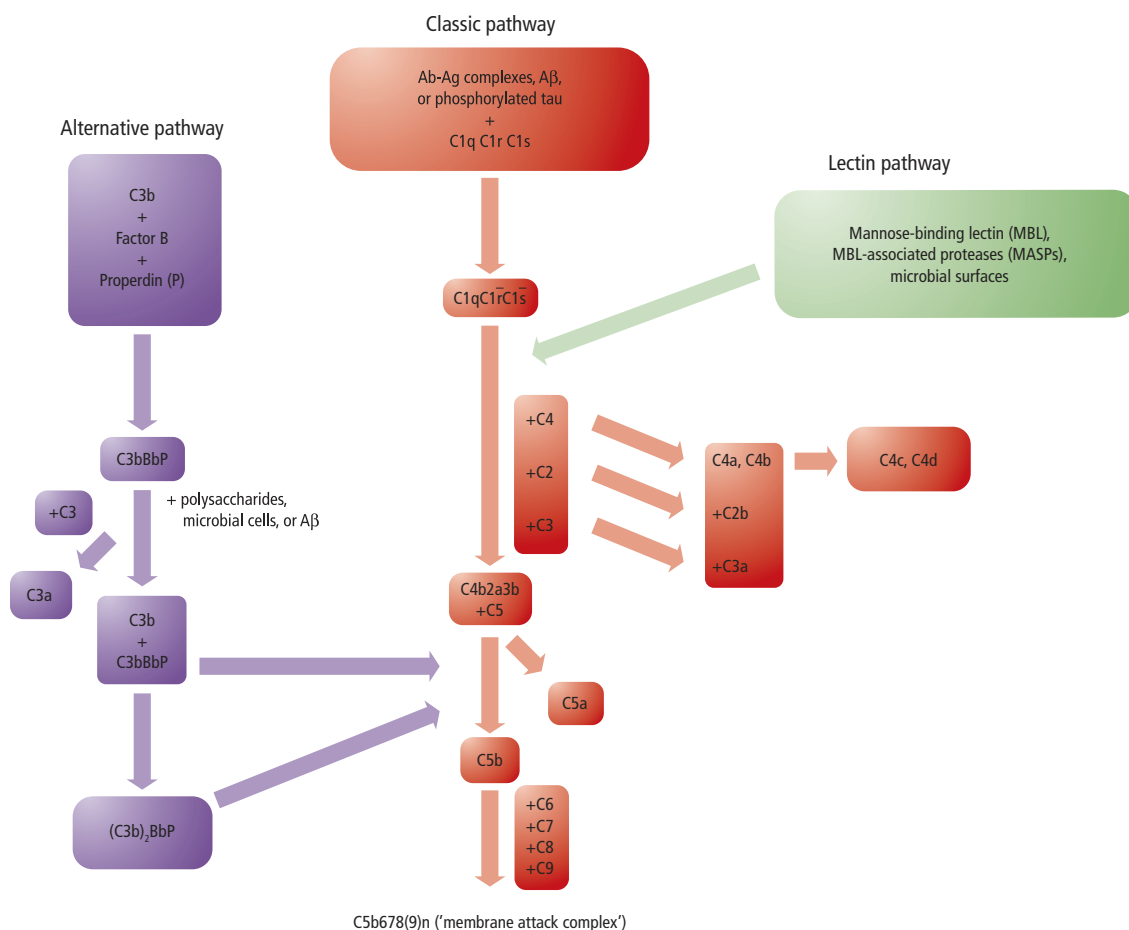 Classic pathway
Ab-Ag complexes, Aβ,
or phosphorylated tau
+
C1q C1r C1s
Alternative pathway
C3b
+
Factor B
+
Properdin (P)
Lectin pathway
Mannose-binding lectin (MBL),
MBL-associated proteases (MASPs),
microbial surfaces
C1qC1r̅C1s̅
+C4
+C2
+C3
C4a, C4b
+C2b
+C3a
C4c, C4d
C3bBbP
+ polysaccharides,
microbial cells, or Aβ
+C3
C3a
C3b
+
C3bBbP
C4b2a3b
+C5
C5a
C5b
+C6
+C7
+C8
+C9
(C3b)₂BbP
C5b678(9)n ('membrane attack complex')